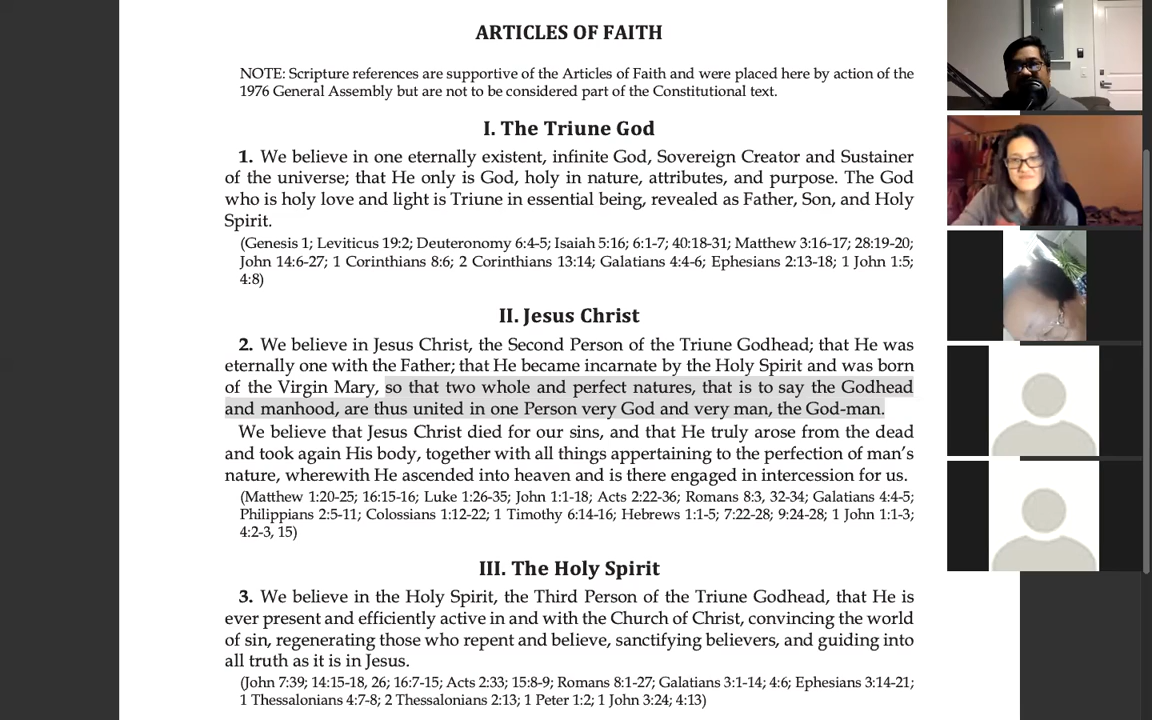 ARTICLES OF FAITH
NOTE: Scripture references are supportive of the Articles of Faith and were placed here by action of the
1976 General Assembly but are not to be considered part of the Constitutional text.
I. The Triune God
1. We believe in one eternally existent, infinite God, Sovereign Creator and Sustainer
of the universe; that He only is God, holy in nature, attributes, and purpose. The God
who is holy love and light is Triune in essential being, revealed as Father, Son, and Holy
Spirit.
(Genesis 1; Leviticus 19:2; Deuteronomy 6:4-5; Isaiah 5:16; 6:1-7; 40:18-31; Matthew 3:16-17; 28:19-20;
John 14:6-27; 1 Corinthians 8:6; 2 Corinthians 13:14; Galatians 4:4-6; Ephesians 2:13-18; 1 John 1:5;
4:8)
II. Jesus Christ
2. We believe in Jesus Christ, the Second Person of the Triune Godhead; that He was
eternally one with the Father; that He became incarnate by the Holy Spirit and was born
of the Virgin Mary, so that two whole and perfect natures, that is to say the Godhead
and manhood, are thus united in one Person very God and very man, the God-man.
We believe that Jesus Christ died for our sins, and that He truly arose from the dead
and took again His body, together with all things appertaining to the perfection of man's
nature, wherewith He ascended into heaven and is there engaged in intercession for us.
(Matthew 1:20-25; 16:15-16; Luke 1:26-35; John 1:1-18; Acts 2:22-36; Romans 8:3, 32-34; Galatians 4:4-5;
Philippians 2:5-11; Colossians 1:12-22; 1 Timothy 6:14-16; Hebrews 1:1-5; 7:22-28; 9:24-28; 1 John 1:1-3;
4:2-3, 15)
III. The Holy Spirit
3. We believe in the Holy Spirit, the Third Person of the Triune Godhead, that He is
ever present and efficiently active in and with the Church of Christ, convincing the world
of sin, regenerating those who repent and believe, sanctifying believers, and guiding into
all truth as it is in Jesus.
(John 7:39; 14:15-18, 26; 16:7-15; Acts 2:33; 15:8-9; Romans 8:1-27; Galatians 3:1-14; 4:6; Ephesians 3:14-21;
1 Thessalonians 4:7-8; 2 Thessalonians 2:13; 1 Peter 1:2; 1 John 3:24; 4:13)